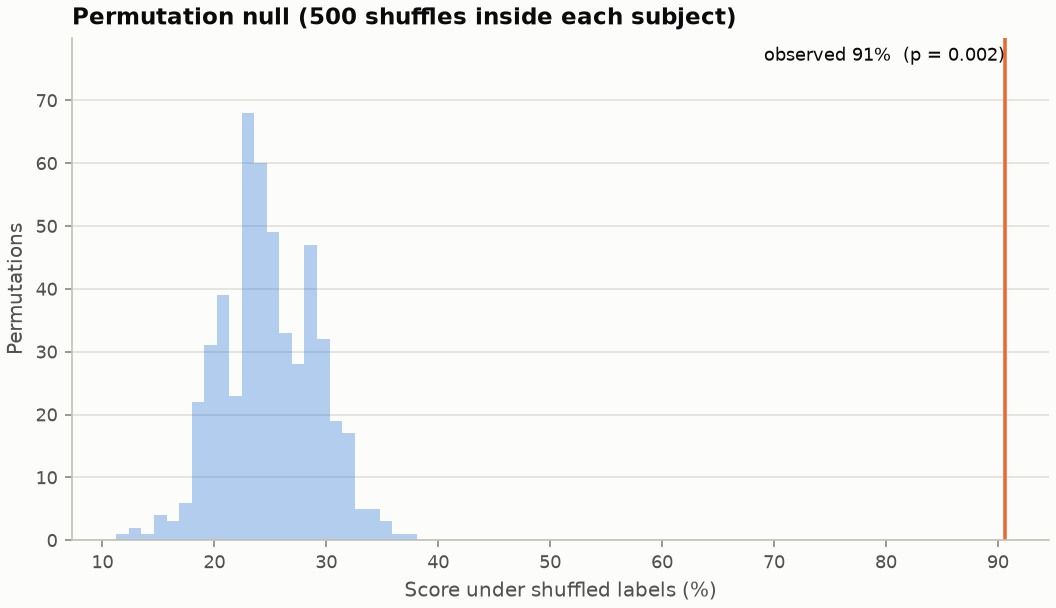 Permutation null (500 shuffles inside each subject)
observed 91%  (p = 0.002)
Permutations
70
60
50
40
30
20
10
0
10 20 30 40 50 60 70 80 90
Score under shuffled labels (%)